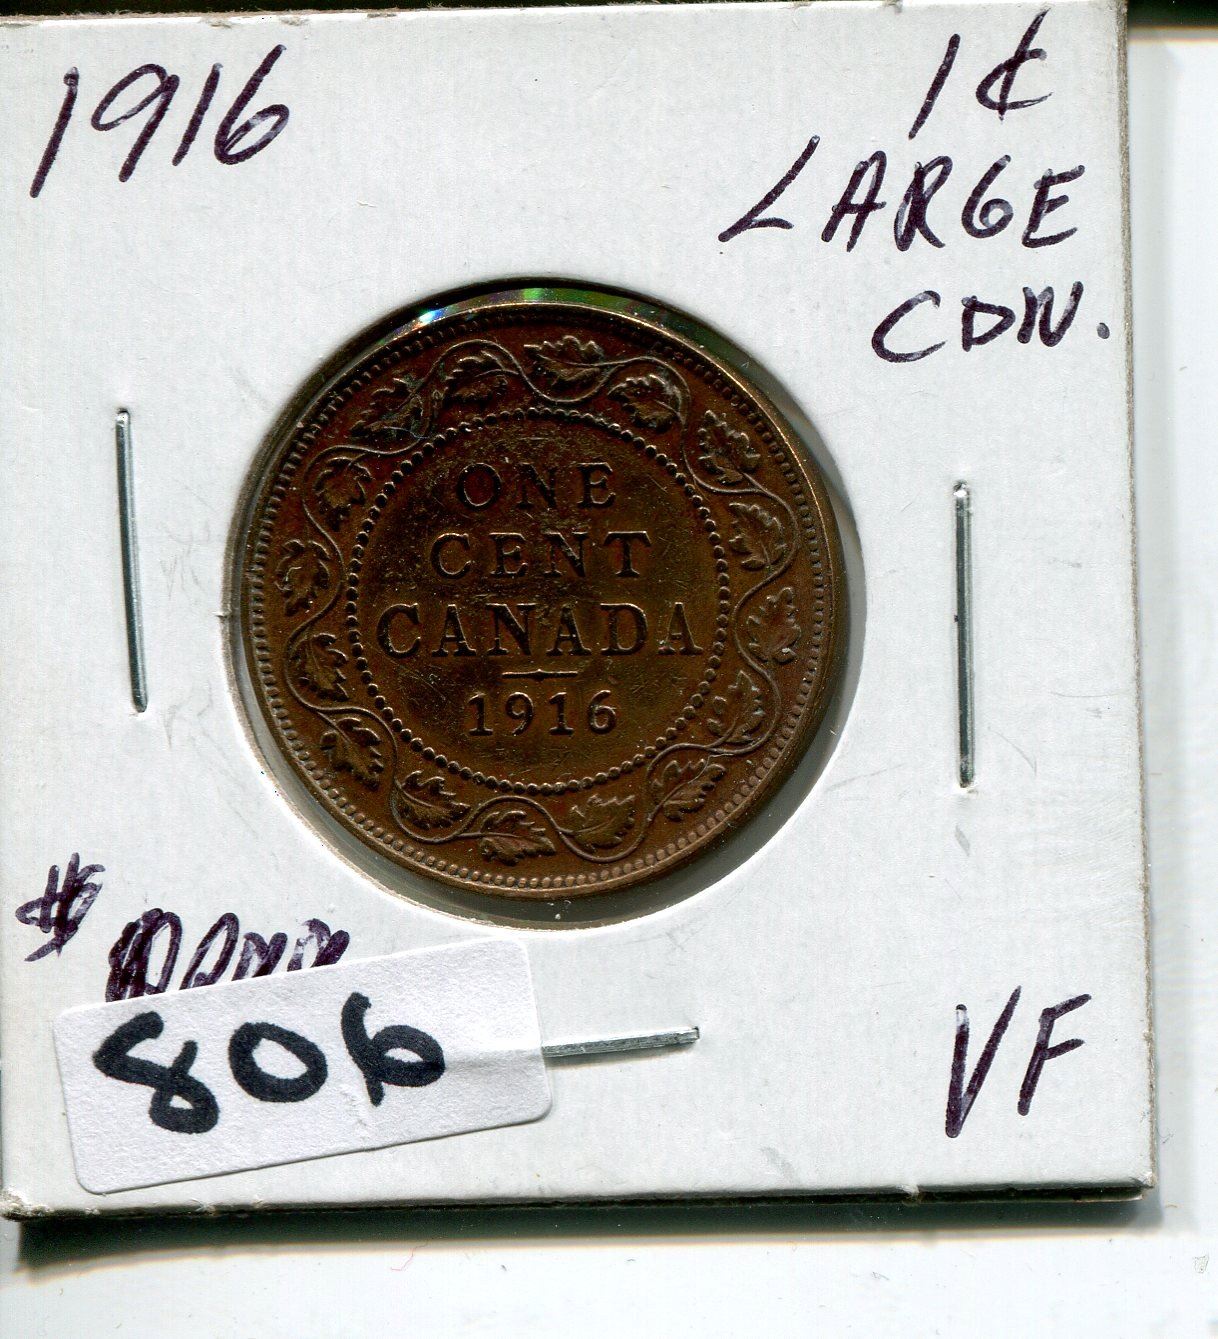 1916
1¢
LARGE
CDN.
ONE
CENT
CANADA
1916
#
806
VF